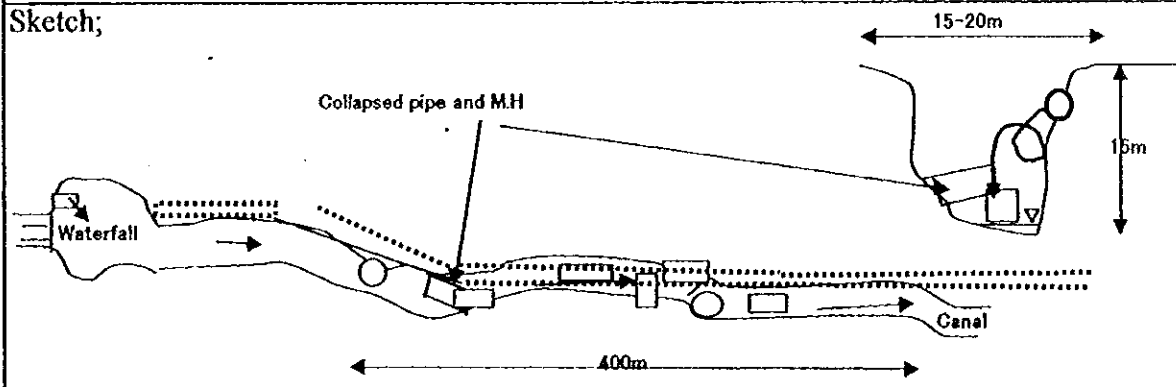 Sketch;
15-20m
Collapsed pipe and M.H
15m
Waterfall
Canal
400m